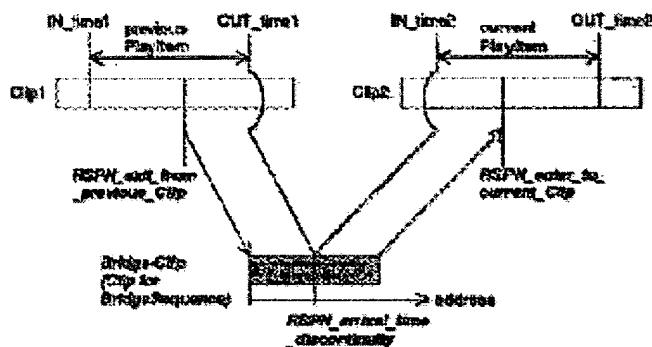 IN_time1
previous
PlayItem
OUT_time1
IN_time2
current
PlayItem
OUT_time2
Clip1
Clip2
RSPN_exit_from
_previous_Clip
RSPN_enter_to_
current_Clip
Bridge-Clip
(Clip for
BridgeSequence)
address
RSPN_arrival_time
_discontinuity